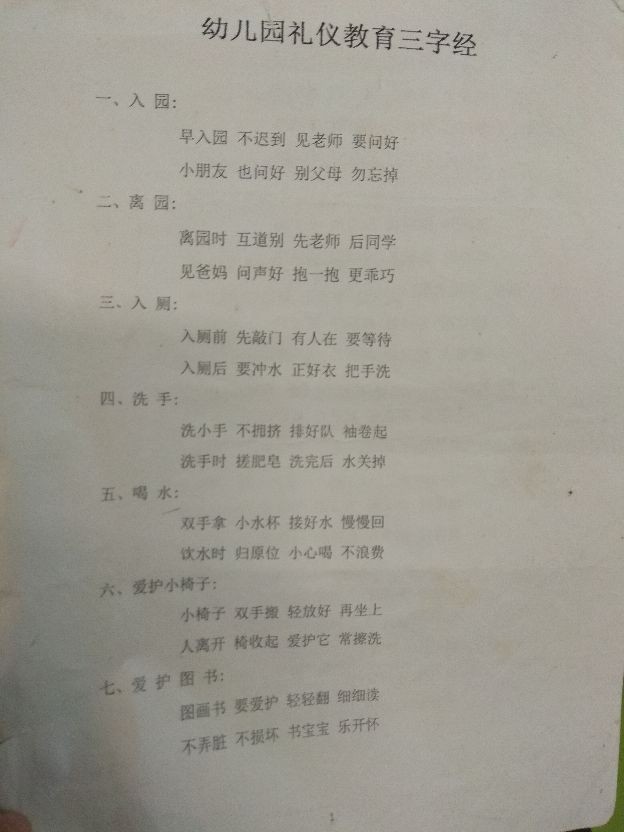 幼儿园礼仪教育三字经
一、入 园:
早入园 不迟到 见老师 要问好
小朋友 也问好 别父母 勿忘掉
二、离 园:
离园时 互道别 先老师 后同学
见爸妈 问声好 抱一抱 更乖巧
三、入 厕:
入厕前 先敲门 有人在 要等待
入厕后 要冲水 正好衣 把手洗
四、洗 手:
洗小手 不拥挤 排好队 袖卷起
洗手时 搓肥皂 洗完后 水关掉
五、喝 水:
双手拿 小水杯 接好水 慢慢回
饮水时 归原位 小心喝 不浪费
六、爱护小椅子:
小椅子 双手搬 轻放好 再坐上
人离开 椅收起 爱护它 常擦洗
七、爱 护 图 书:
图画书 要爱护 轻轻翻 细细读
不弄脏 不损坏 书宝宝 乐开怀
1